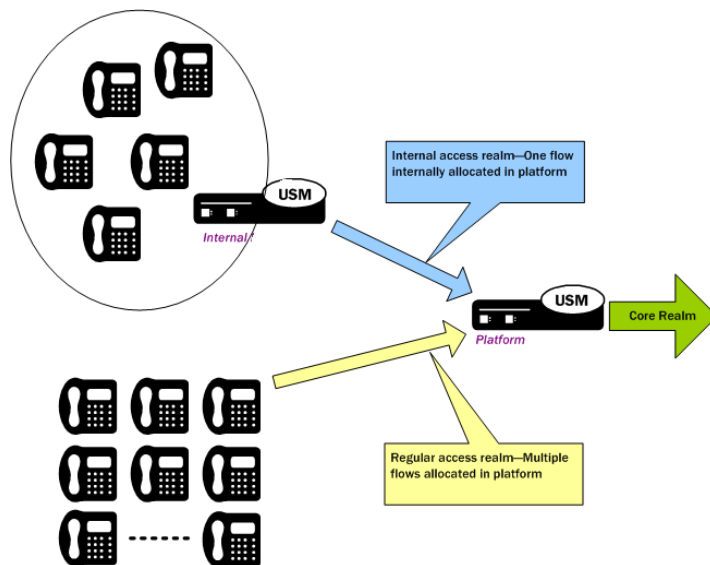 Internal access realm—One flow
internally allocated in platform
USM
Internal
USM
Core Realm
Platform
Regular access realm—Multiple
flows allocated in platform